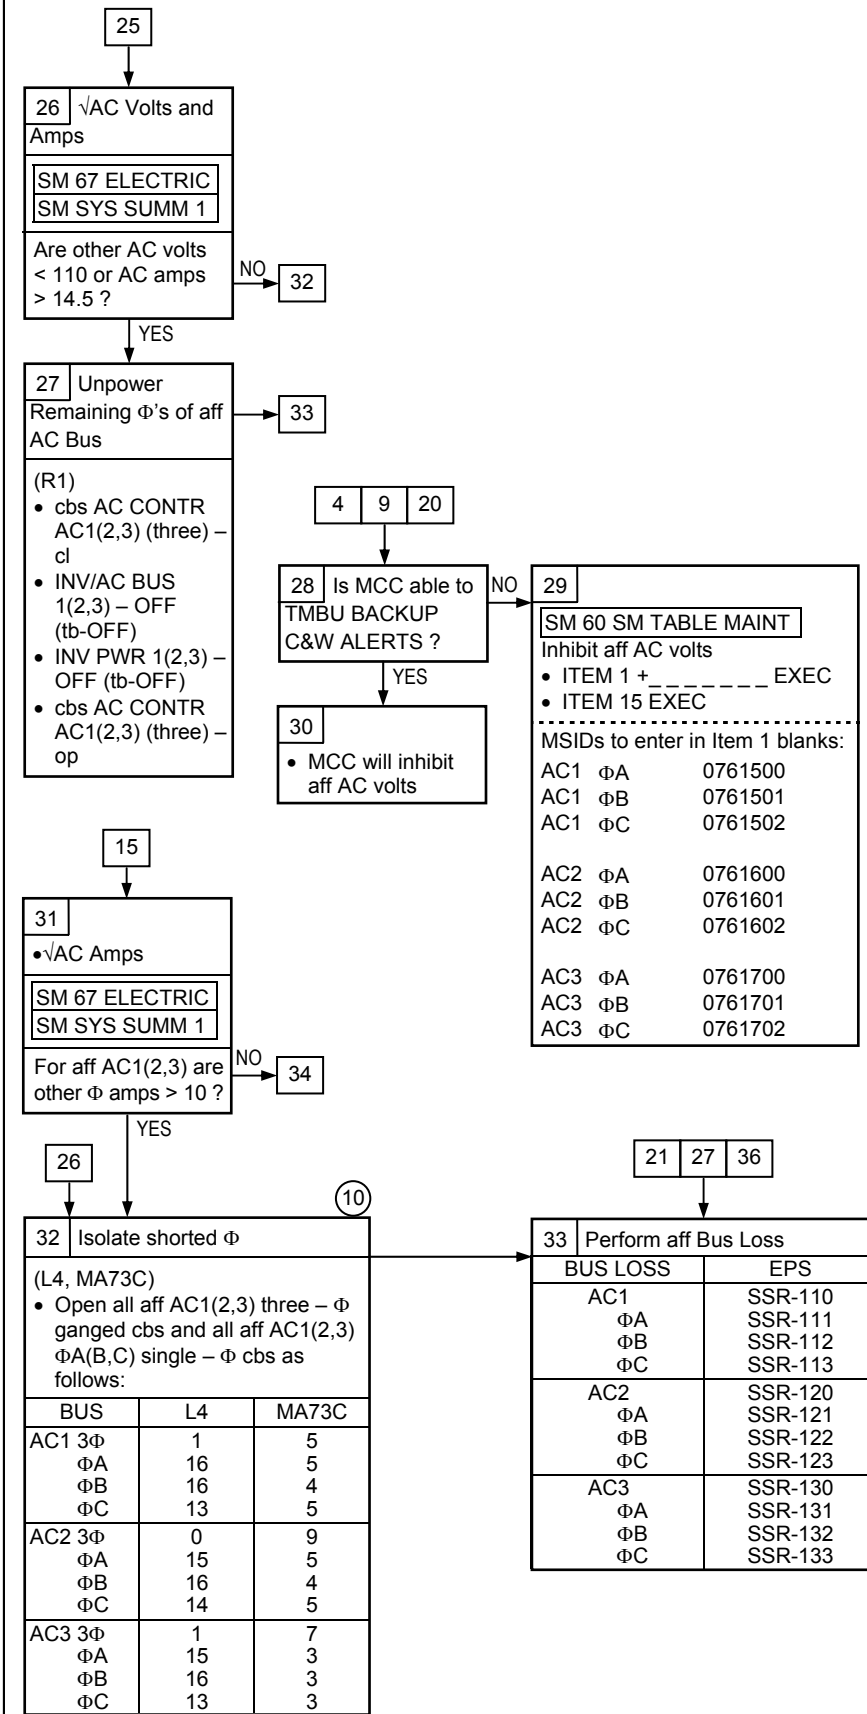 25
26 √AC Volts and
Amps
SM 67 ELECTRIC
SM SYS SUMM 1
Are other AC volts
< 110 or AC amps
> 14.5 ?
NO
32
YES
27 Unpower
Remaining Φ's of aff
AC Bus
33
(R1)
• cbs AC CONTR
AC1(2,3) (three) –
cl
• INV/AC BUS
1(2,3) – OFF
(tb-OFF)
• INV PWR 1(2,3) –
OFF (tb-OFF)
• cbs AC CONTR
AC1(2,3) (three) –
op
4 9 20
28 Is MCC able to
TMBU BACKUP
C&W ALERTS ?
NO
YES
30
• MCC will inhibit
aff AC volts
29
SM 60 SM TABLE MAINT
Inhibit aff AC volts
• ITEM 1 +_ _ _ _ _ _ _ EXEC
• ITEM 15 EXEC
MSIDs to enter in Item 1 blanks:
AC1 ΦA 0761500
AC1 ΦB 0761501
AC1 ΦC 0761502
AC2 ΦA 0761600
AC2 ΦB 0761601
AC2 ΦC 0761602
AC3 ΦA 0761700
AC3 ΦB 0761701
AC3 ΦC 0761702
15
31
•√AC Amps
SM 67 ELECTRIC
SM SYS SUMM 1
For aff AC1(2,3) are
other Φ amps > 10 ?
NO
34
YES
26
10
32 Isolate shorted Φ
(L4, MA73C)
• Open all aff AC1(2,3) three – Φ
ganged cbs and all aff AC1(2,3)
ΦA(B,C) single – Φ cbs as
follows:
BUS L4 MA73C
AC1 3Φ 1 5
ΦA 16 5
ΦB 16 4
ΦC 13 5
AC2 3Φ 0 9
ΦA 15 5
ΦB 16 4
ΦC 14 5
AC3 3Φ 1 7
ΦA 15 3
ΦB 16 3
ΦC 13 3
21 27 36
33 Perform aff Bus Loss
BUS LOSS EPS
AC1 SSR-110
ΦA SSR-111
ΦB SSR-112
ΦC SSR-113
AC2 SSR-120
ΦA SSR-121
ΦB SSR-122
ΦC SSR-123
AC3 SSR-130
ΦA SSR-131
ΦB SSR-132
ΦC SSR-133